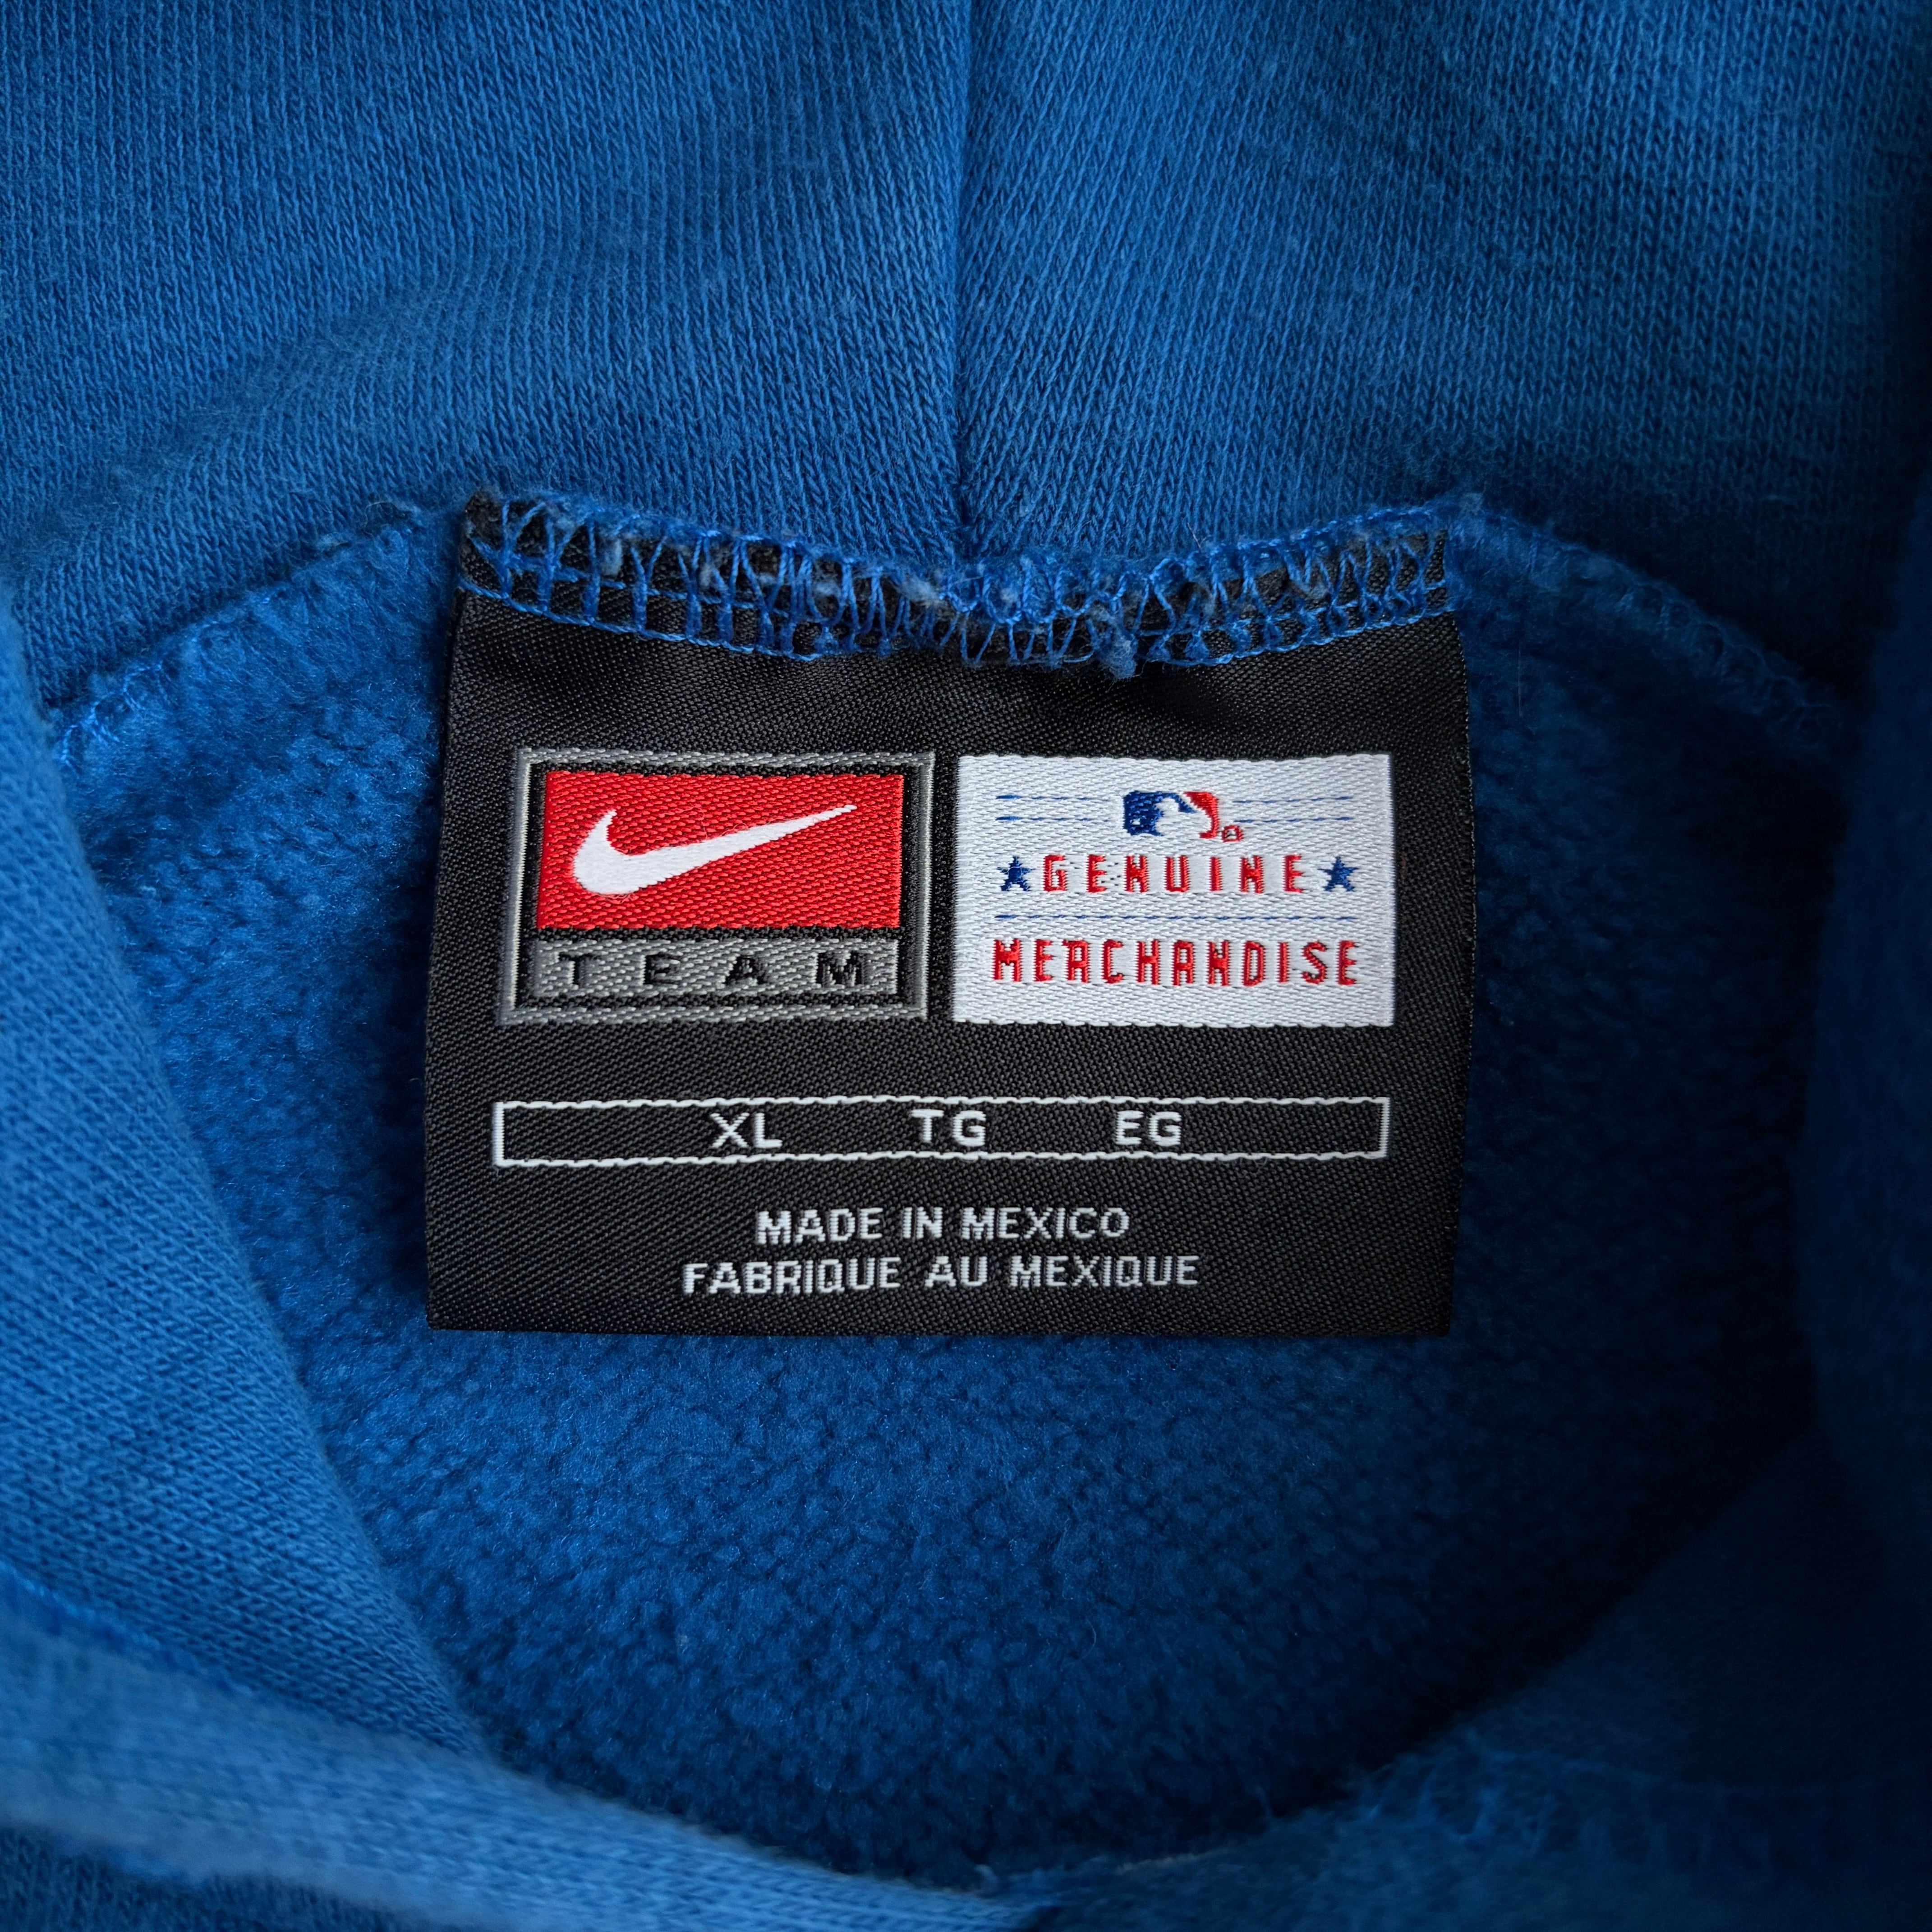 TEAM
GENUINE
MERCHANDISE
XL TG EG
MADE IN MEXICO
FABRIQUE AU MEXIQUE